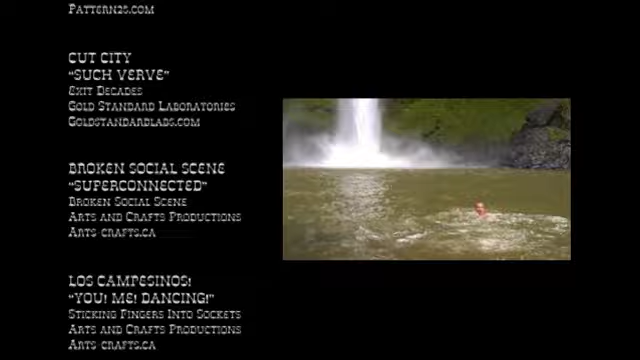 Pattern25.com
CUT CITY
"SUCH VERVE"
Exit Decades
Gold Standard Laboratories
Goldstandardlabs.com
BROKEN SOCIAL SCENE
"SUPERCONNECTED"
Broken Social Scene
Arts and Crafts Productions
Arts-crafts.ca
LOS CAMPESINOS!
"YOU! ME! DANCING!"
Sticking Fingers Into Sockets
Arts and Crafts Productions
Arts-crafts.ca